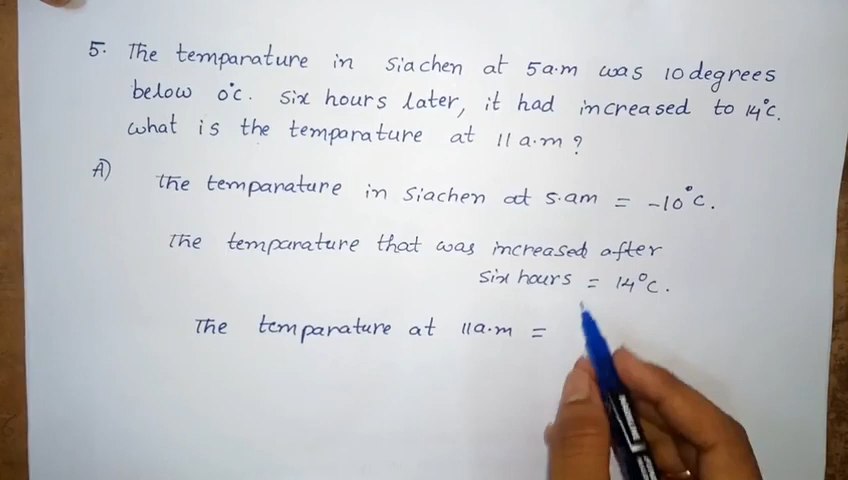 5. The temparature in siachen at 5a.m was 10 degrees
below 0°c. six hours later, it had increased to 14°c.
what is the temparature at 11 a.m ?
A) The temparature in siachen at 5.am = -10°c.
The temparature that was increased after
six hours = 14°c.
The temparature at 11a.m =